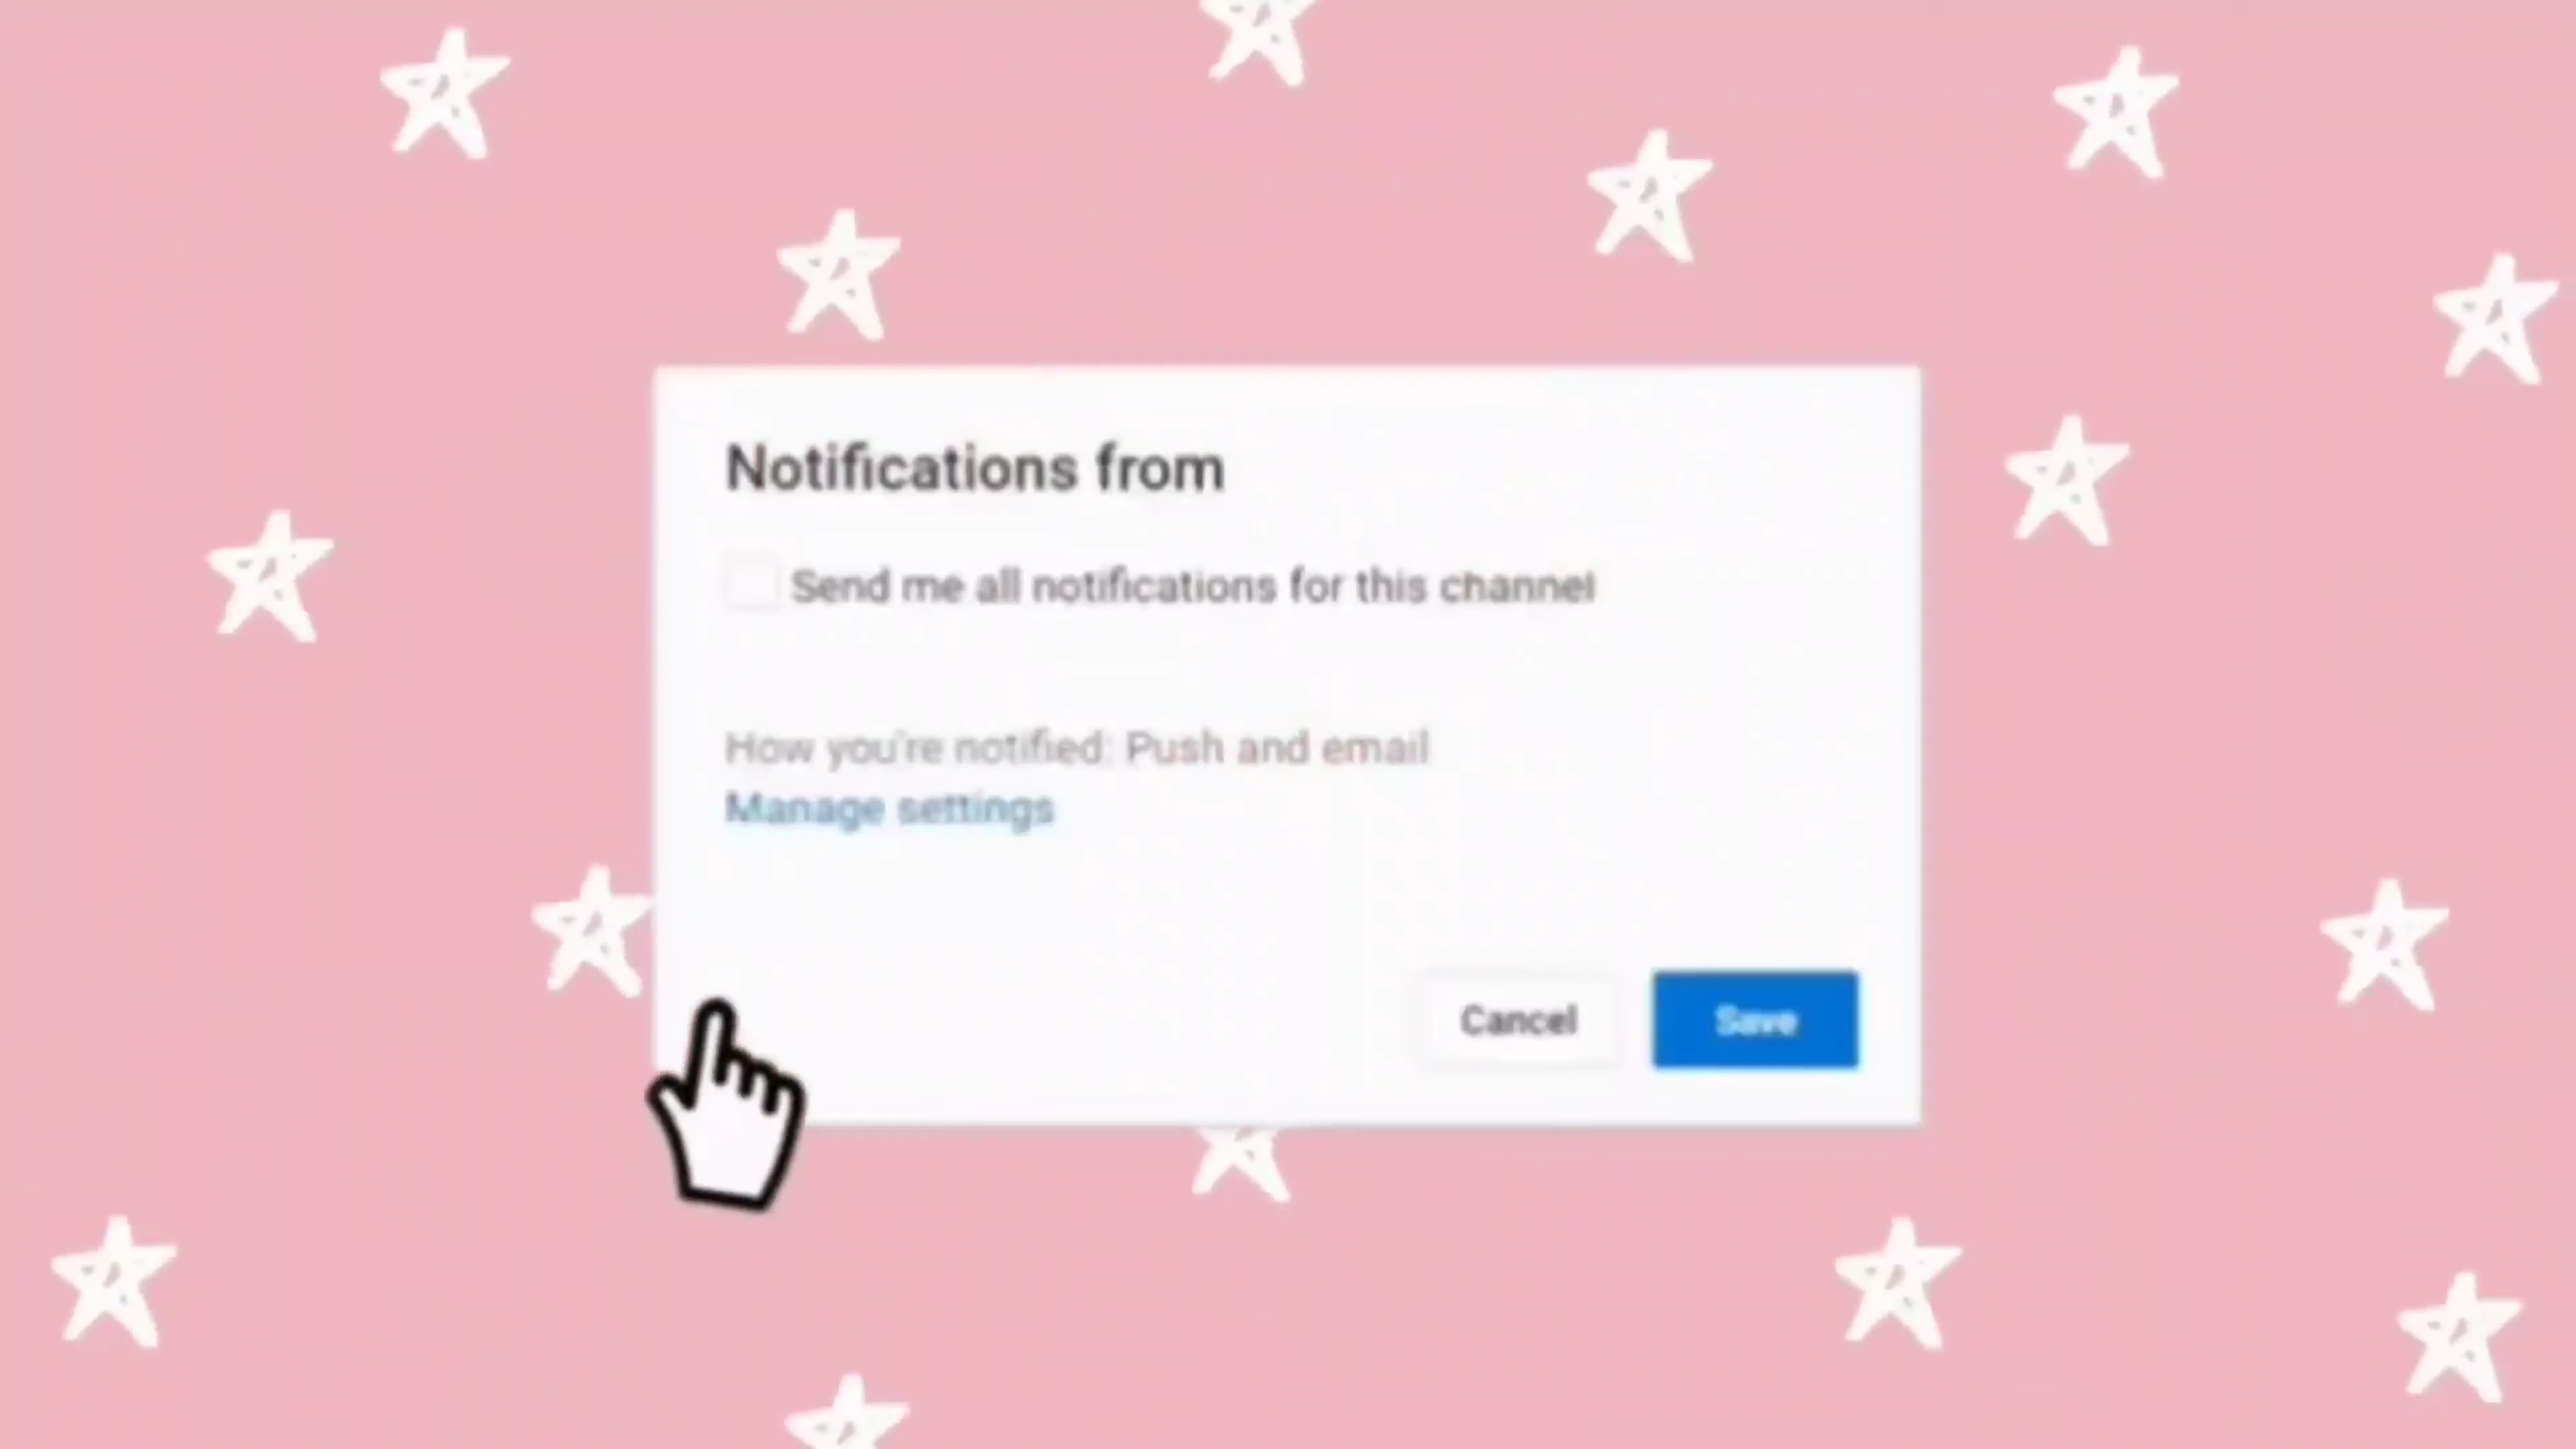 Notifications from
Send me all notifications for this channel
How you're notified: Push and email
Manage settings
Cancel
Save